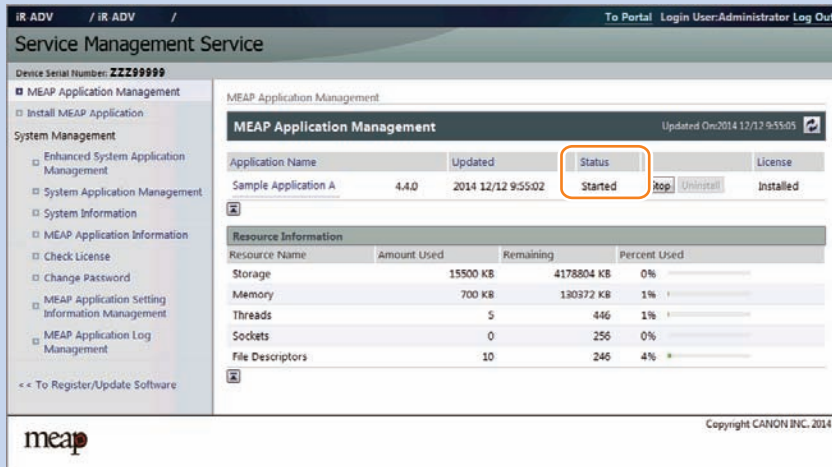 iR-ADV / iR-ADV / To Portal Login User:Administrator Log Out
Service Management Service
Device Serial Number: ZZZ99999
MEAP Application Management
Install MEAP Application
System Management
Enhanced System Application
Management
System Application Management
System Information
MEAP Application Information
Check License
Change Password
MEAP Application Setting
Information Management
MEAP Application Log
Management
<< To Register/Update Software
MEAP Application Management
MEAP Application Management Updated On:2014 12/12 9:55:05
Application Name Updated Status License
Sample Application A 4.4.0 2014 12/12 9:55:02 Started Stop Uninstall Installed
Resource Information
Resource Name Amount Used Remaining Percent Used
Storage 15500 KB 4178804 KB 0%
Memory 700 KB 130372 KB 1%
Threads 5 446 1%
Sockets 0 256 0%
File Descriptors 10 246 4%
meap
Copyright CANON INC. 2014